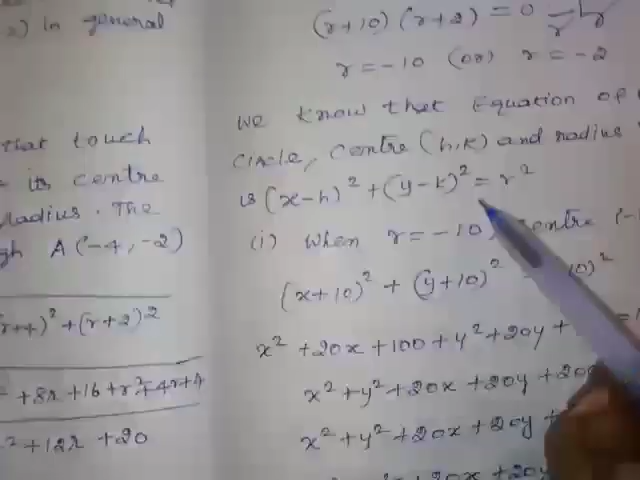 in general
that touch
its centre
radius. The
A (-4, -2)
(r+4)² + (r+2)²
+ 8r + 16 + r² + 4r + 4
² + 12r + 20
(r+10) (r+2) = 0
r = -10 (or) r = -2
We know that Equation of
Circle, Centre (h,k) and radius
is (x-h)² + (y-k)² = r²
(i) When r = -10, Centre (-
(x+10)² + (y+10)² 10)²
x² + 20x + 100 + y² + 20y +
x² + y² + 20x + 20y +
x² + y² + 20x + 20y +